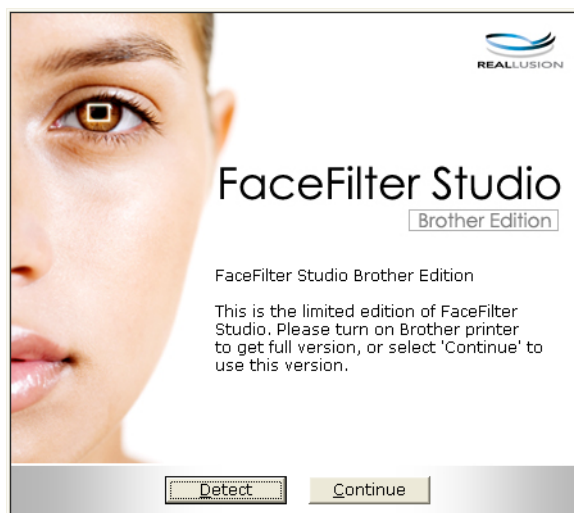 REALLUSION
FaceFilter Studio
Brother Edition
FaceFilter Studio Brother Edition
This is the limited edition of FaceFilter
Studio. Please turn on Brother printer
to get full version, or select 'Continue' to
use this version.
Detect
Continue